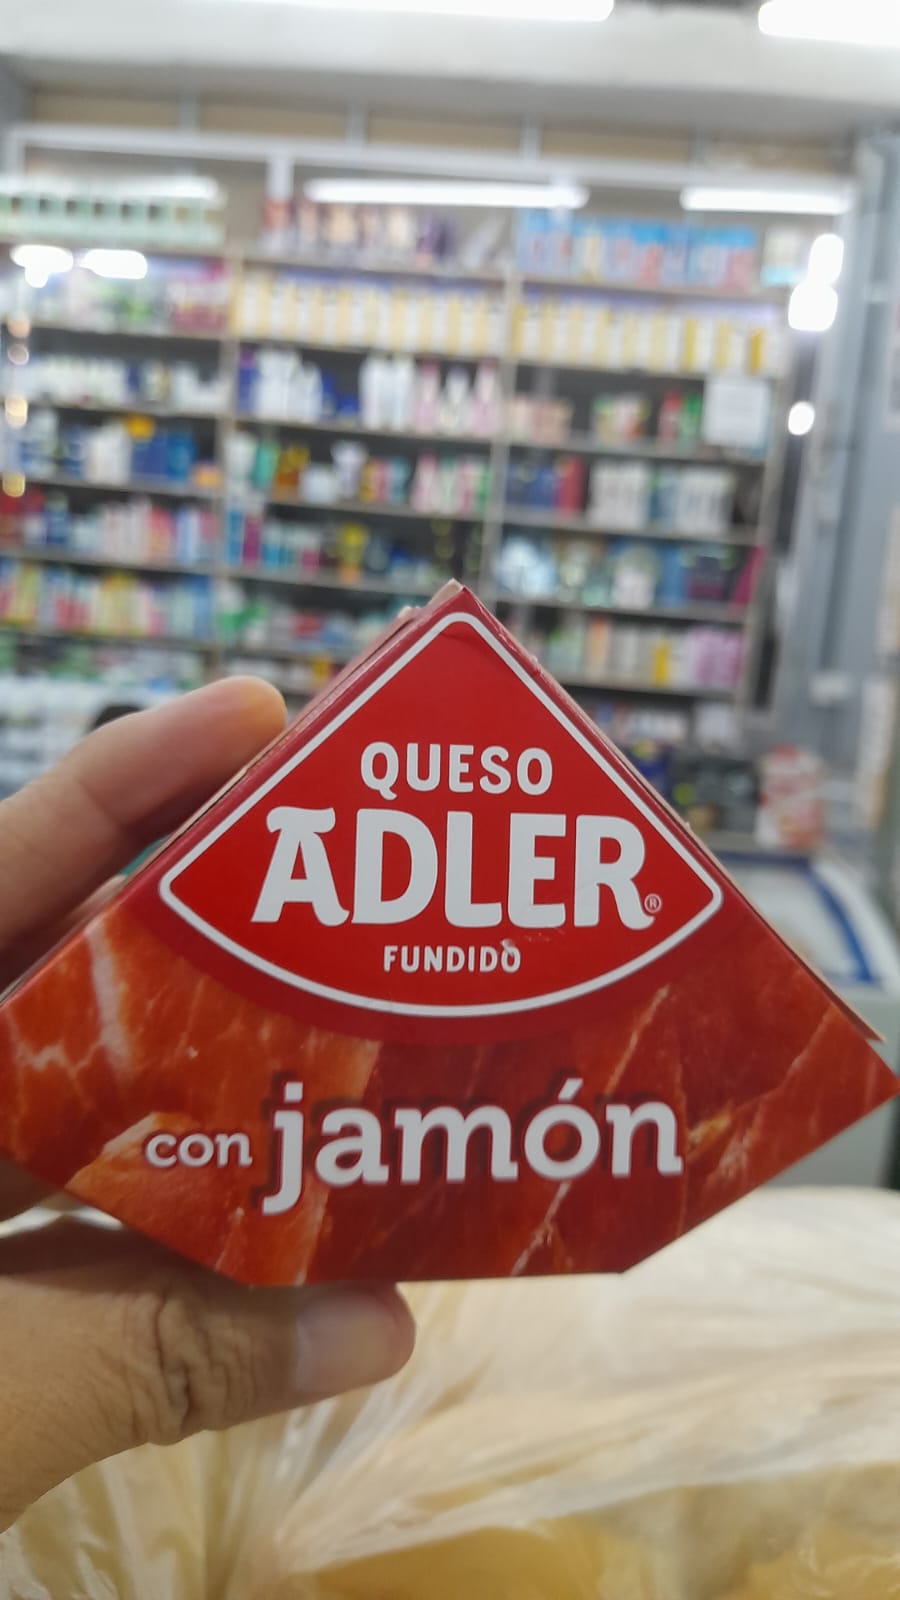 QUESO
ADLER®
FUNDIDO
con jamón